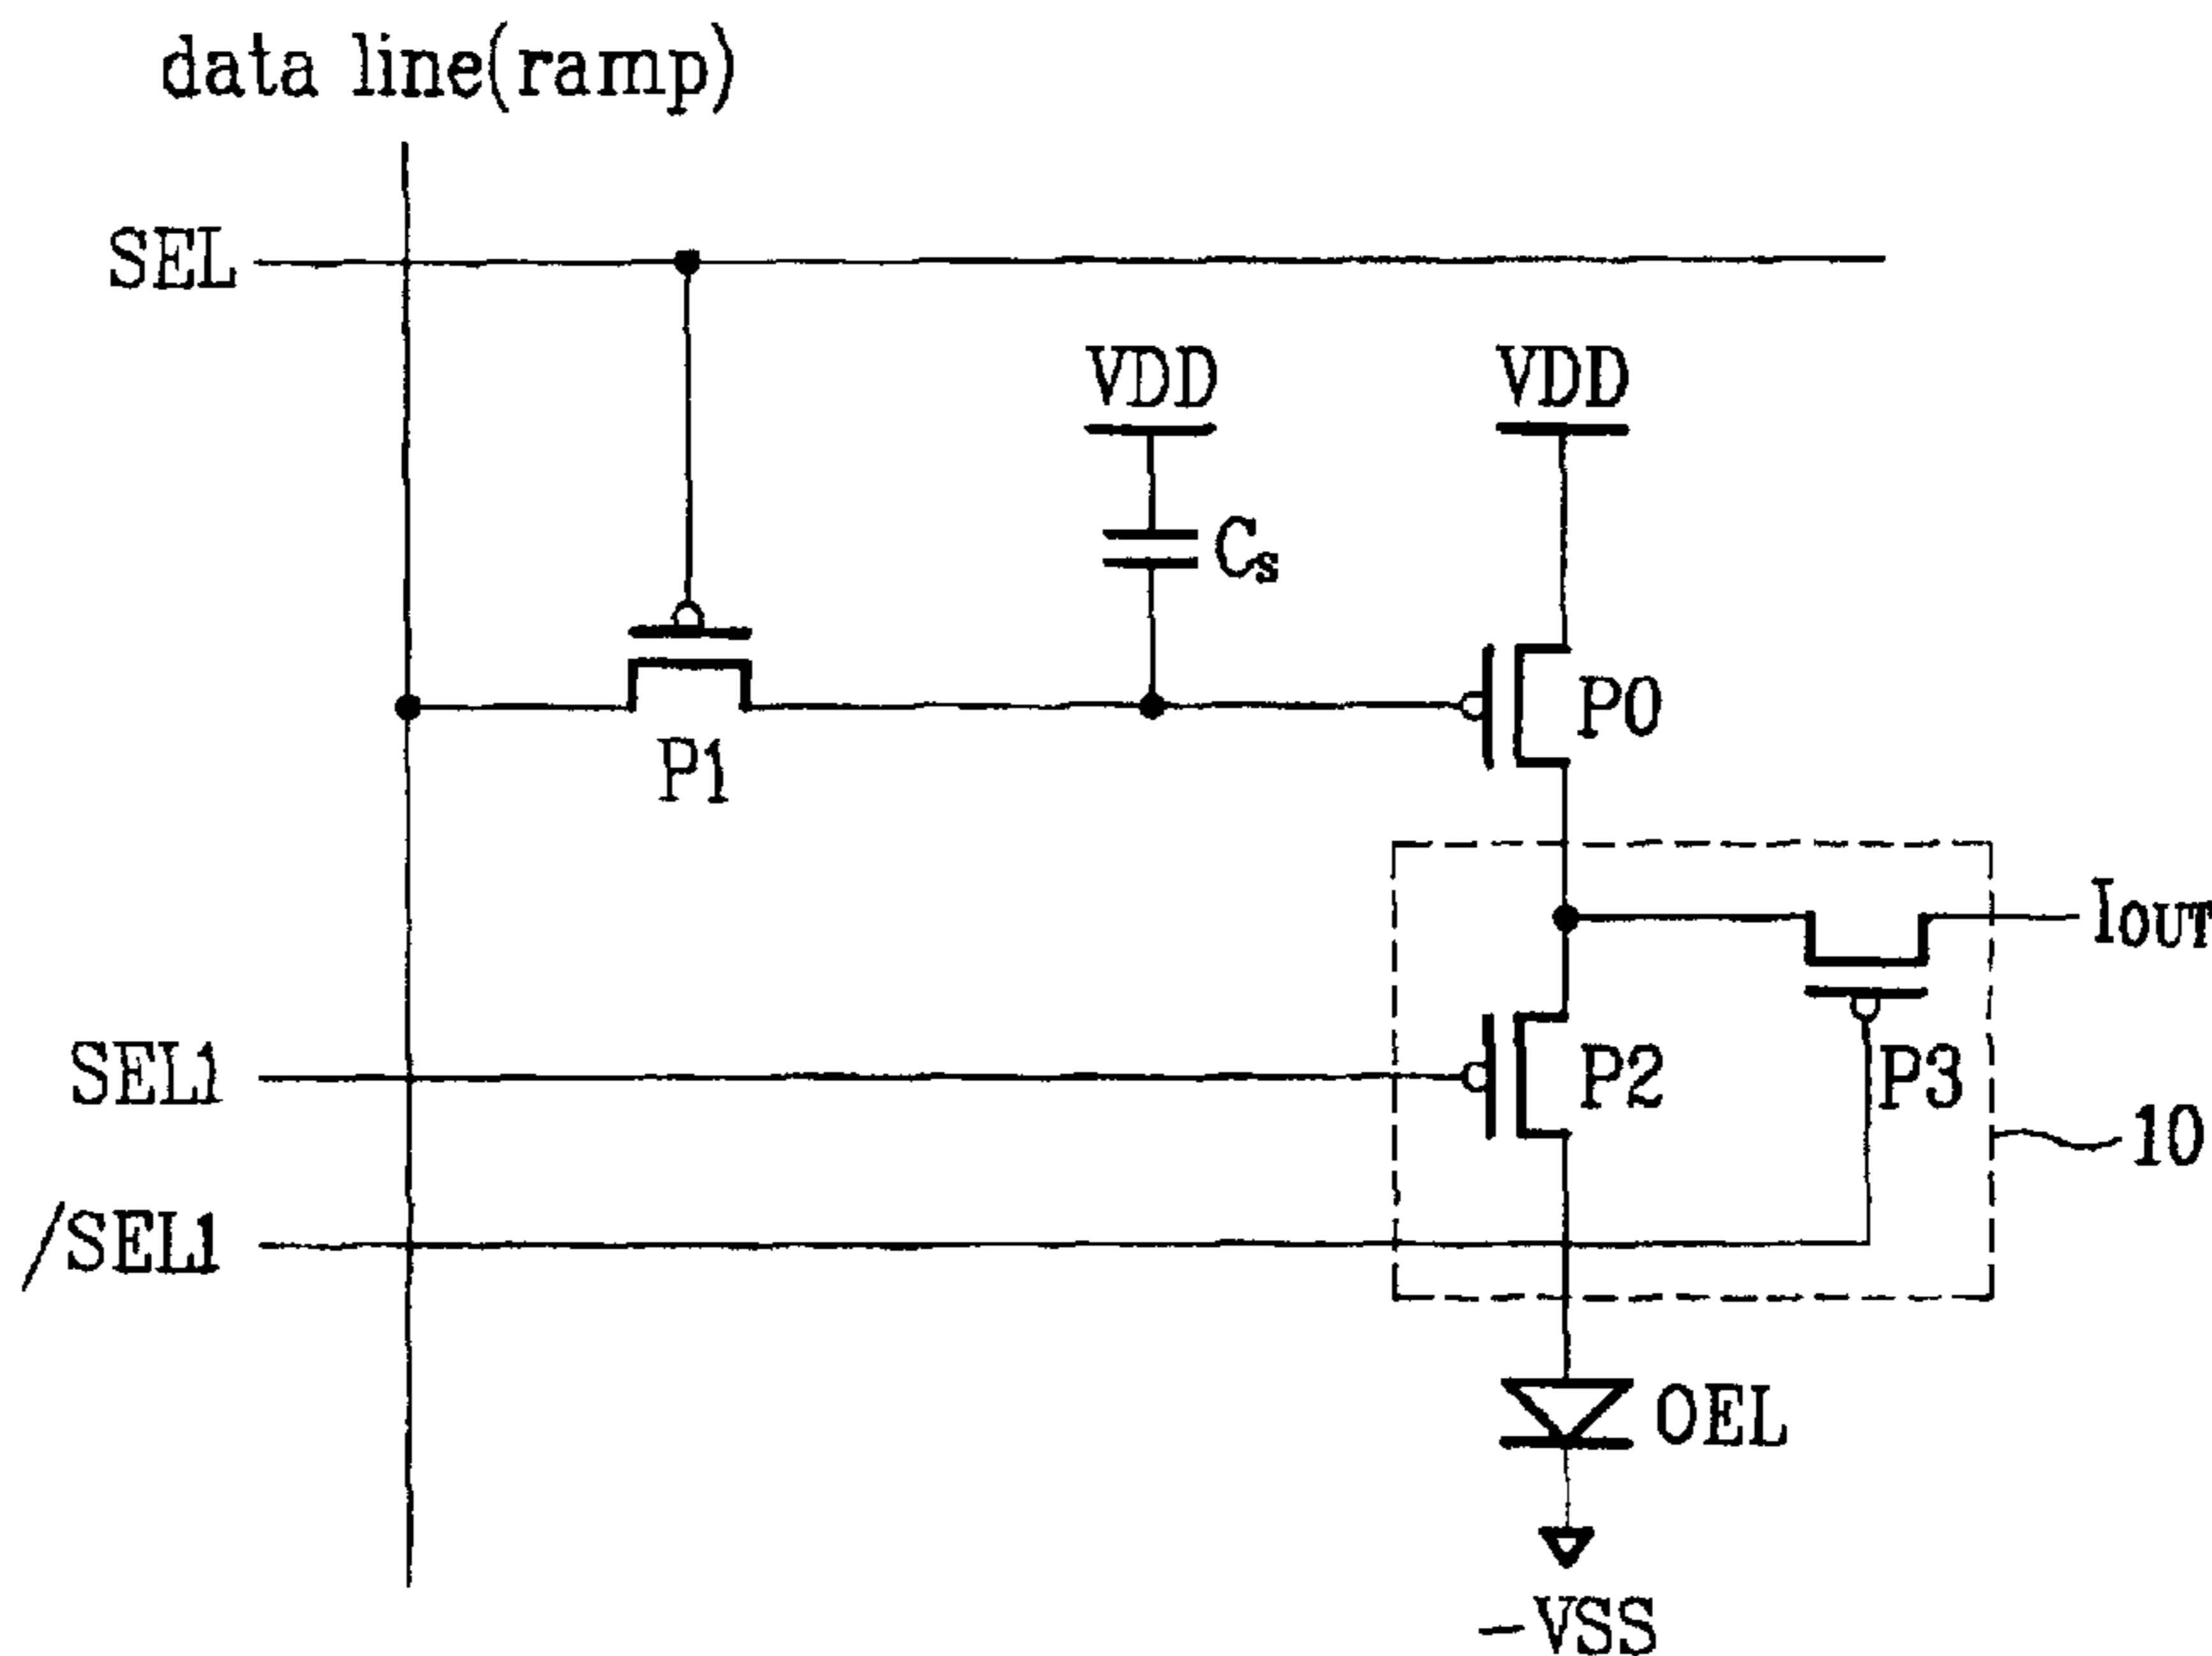 data line(ramp)
SEL
VDD
VDD
Cs
P0
P1
IOUT
SEL1
P2
P3
10
/SEL1
OEL
-VSS